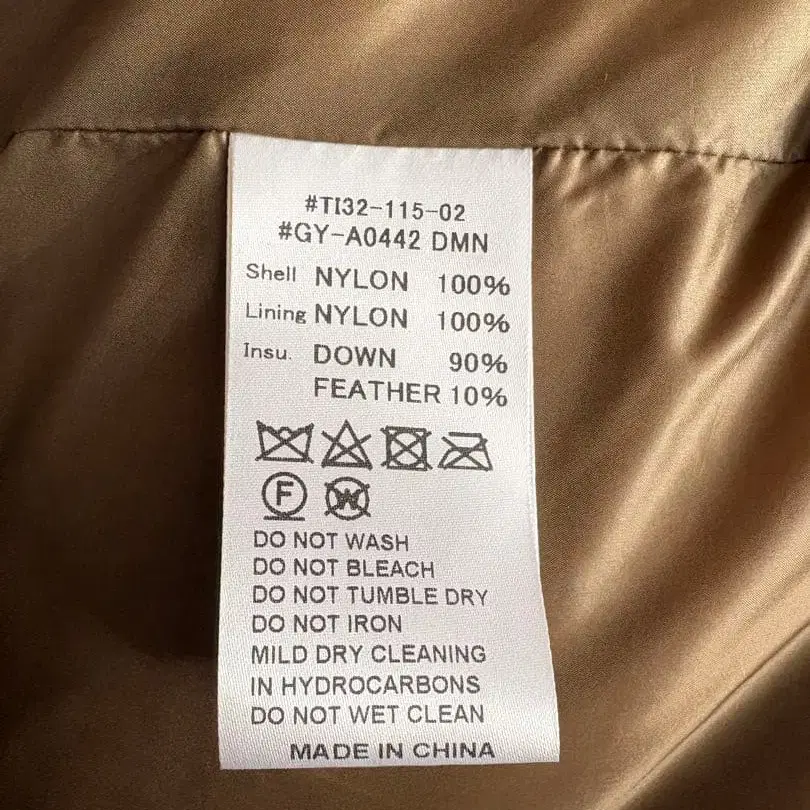 #TI32-115-02
#GY-A0442 DMN
Shell NYLON 100%
Lining NYLON 100%
Insu. DOWN 90%
FEATHER 10%
F W
DO NOT WASH
DO NOT BLEACH
DO NOT TUMBLE DRY
DO NOT IRON
MILD DRY CLEANING
IN HYDROCARBONS
DO NOT WET CLEAN
MADE IN CHINA